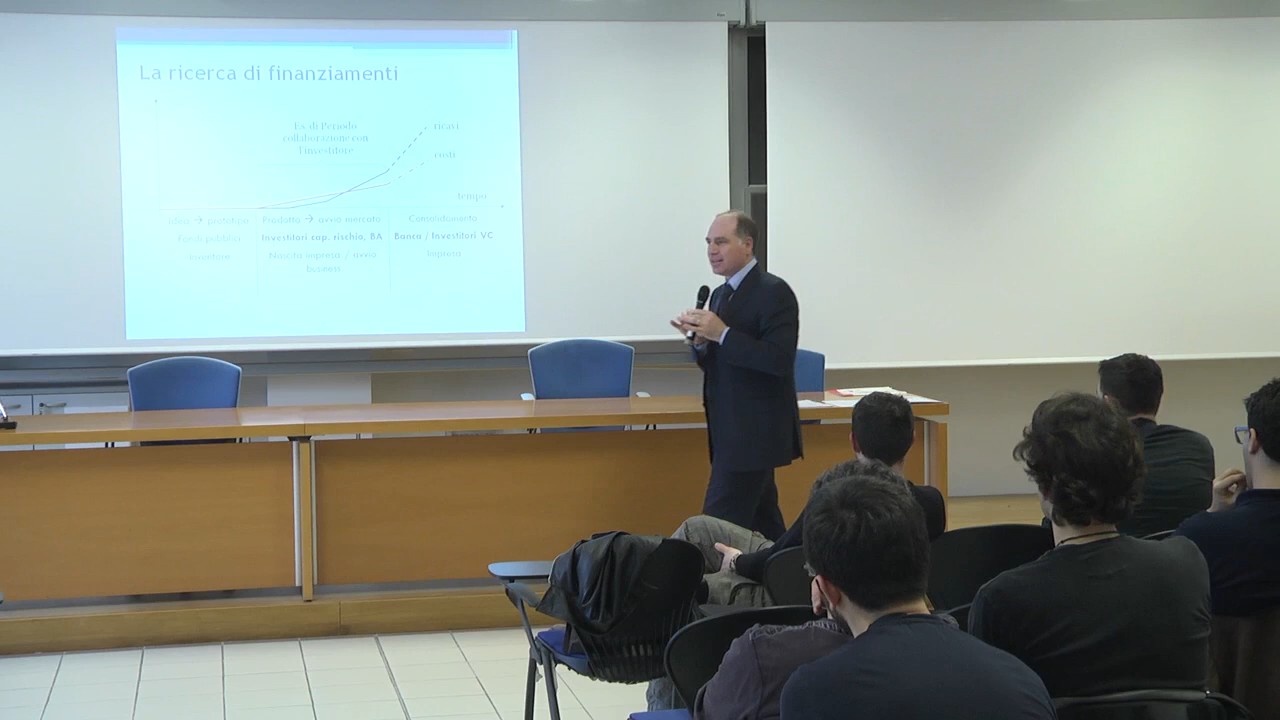 La ricerca di finanziamenti
Es di Periodo
collaborazione con
l'investitore
ricavi
costi
tempo
Idea → prototipo
Prodotto → avvio mercato
Consolidamento
Fondi pubblici
Investitori cap. rischio, BA
Banca / Investitori VC
Inventore
Nascita impresa / avvio
business
Impresa